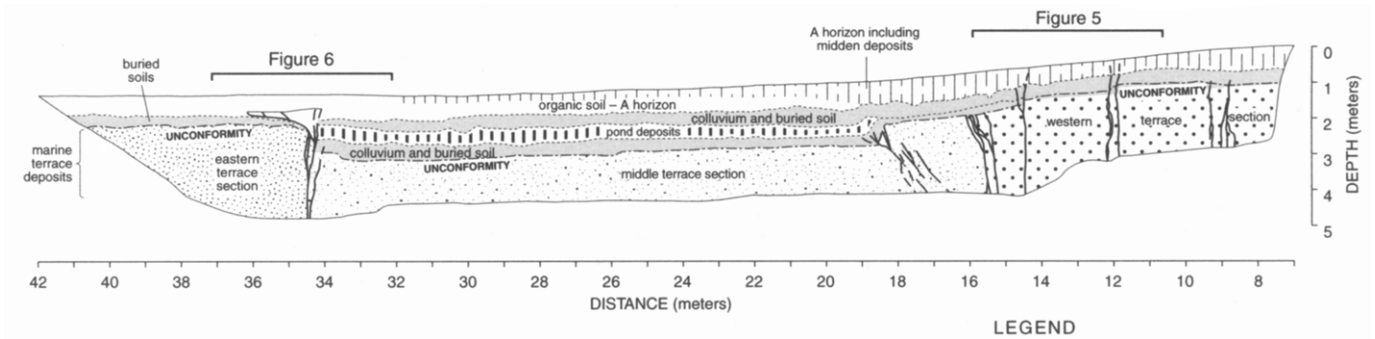 Figure 5
A horizon including
midden deposits
Figure 6
buried
soils
0
organic soil – A horizon
1
UNCONFORMITY
colluvium and buried soil
2
UNCONFORMITY
pond deposits
western
terrace
section
marine
terrace
deposits
eastern
terrace
section
colluvium and buried soil
UNCONFORMITY
middle terrace section
3
4
5
DEPTH (meters)
42 40 38 36 34 32 30 28 26 24 22 20 18 16 14 12 10 8
DISTANCE (meters)
LEGEND